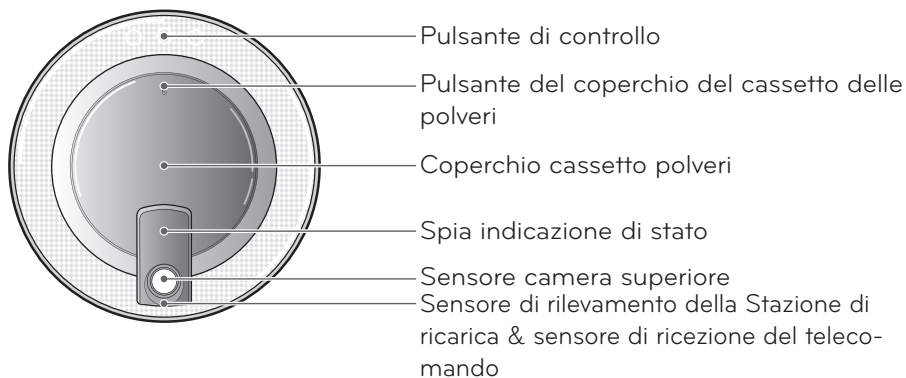 Pulsante di controllo
Pulsante del coperchio del cassetto delle
polveri
Coperchio cassetto polveri
Spia indicazione di stato
Sensore camera superiore
Sensore di rilevamento della Stazione di
ricarica & sensore di ricezione del teleco-
mando